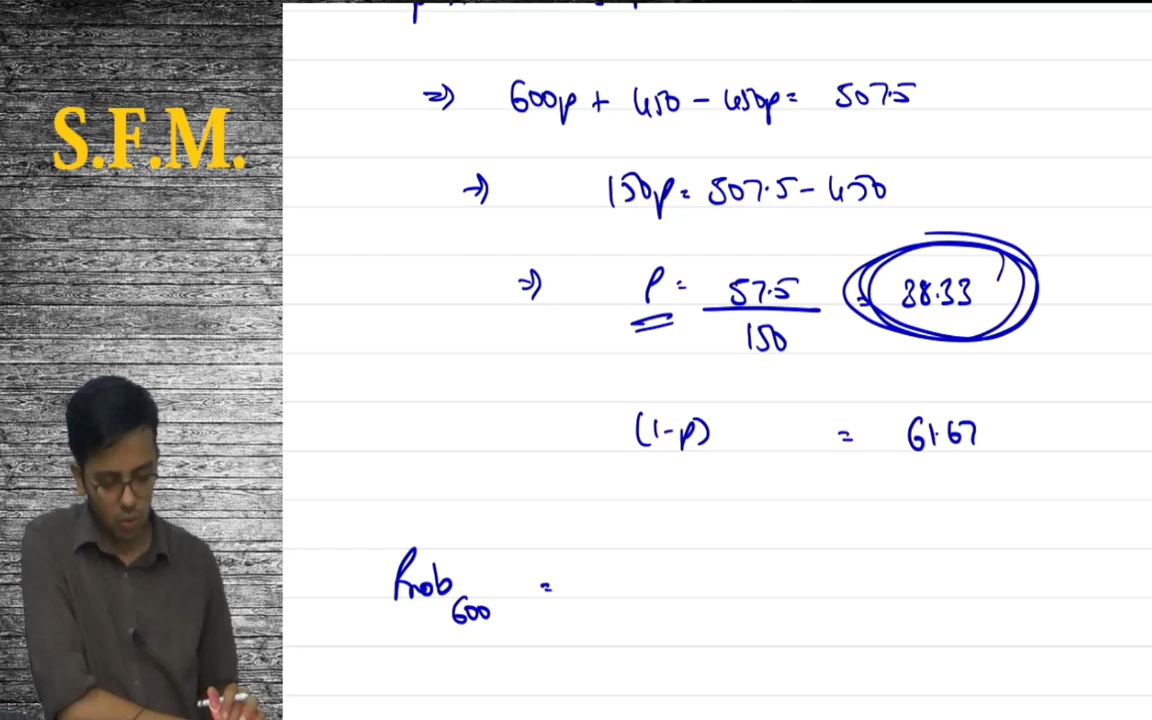 S.F.M.
⇒ 600p + 450 - 450p = 507.5
⇒ 150p = 507.5 - 450
⇒ p = 57.5 / 150 = 38.33
(1-p) = 61.67
Prob600 =